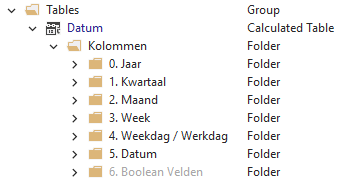 Tables Group
Datum Calculated Table
Kolommen Folder
0. Jaar Folder
1. Kwartaal Folder
2. Maand Folder
3. Week Folder
4. Weekdag / Werkdag Folder
5. Datum Folder
6. Boolean Velden Folder